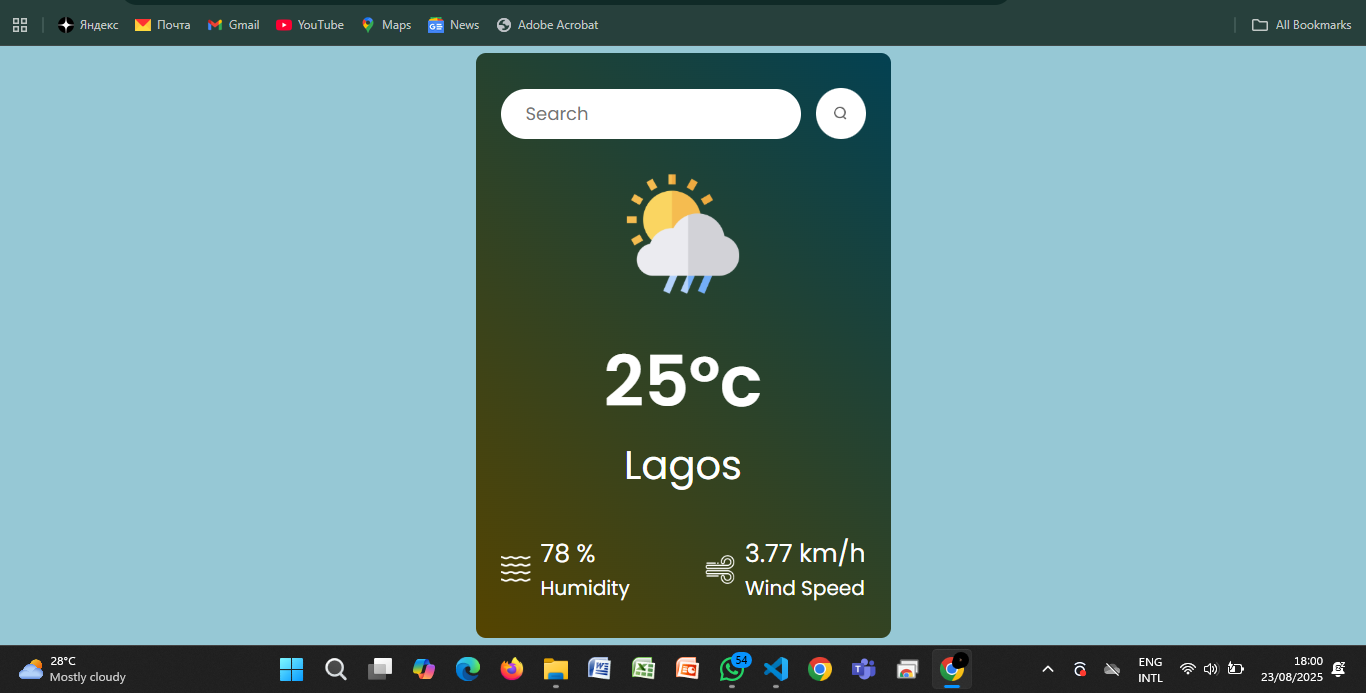 Яндекс Почта Gmail YouTube Maps News Adobe Acrobat All Bookmarks
Search
25°c
Lagos
78 %
Humidity
3.77 km/h
Wind Speed
28°C
Mostly cloudy
54
ENG
INTL
18:00
23/08/2025